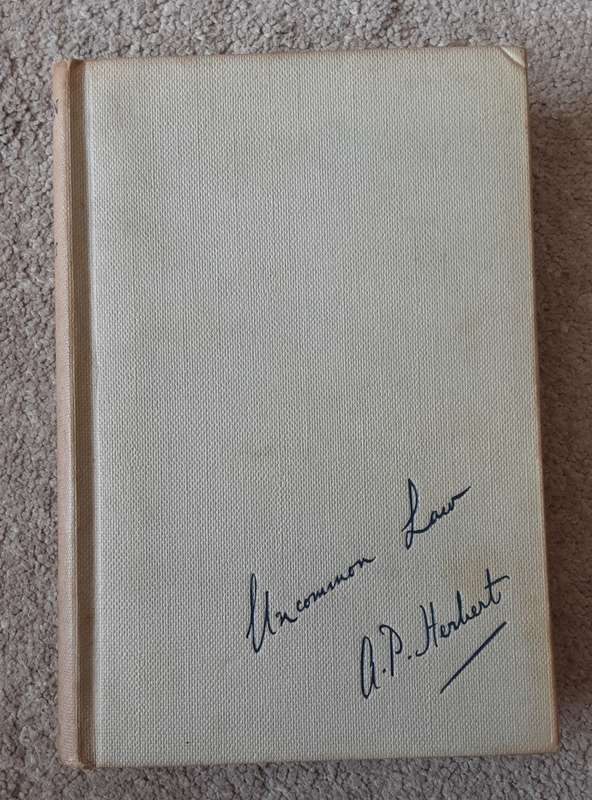 Uncommon Law
A.P. Herbert